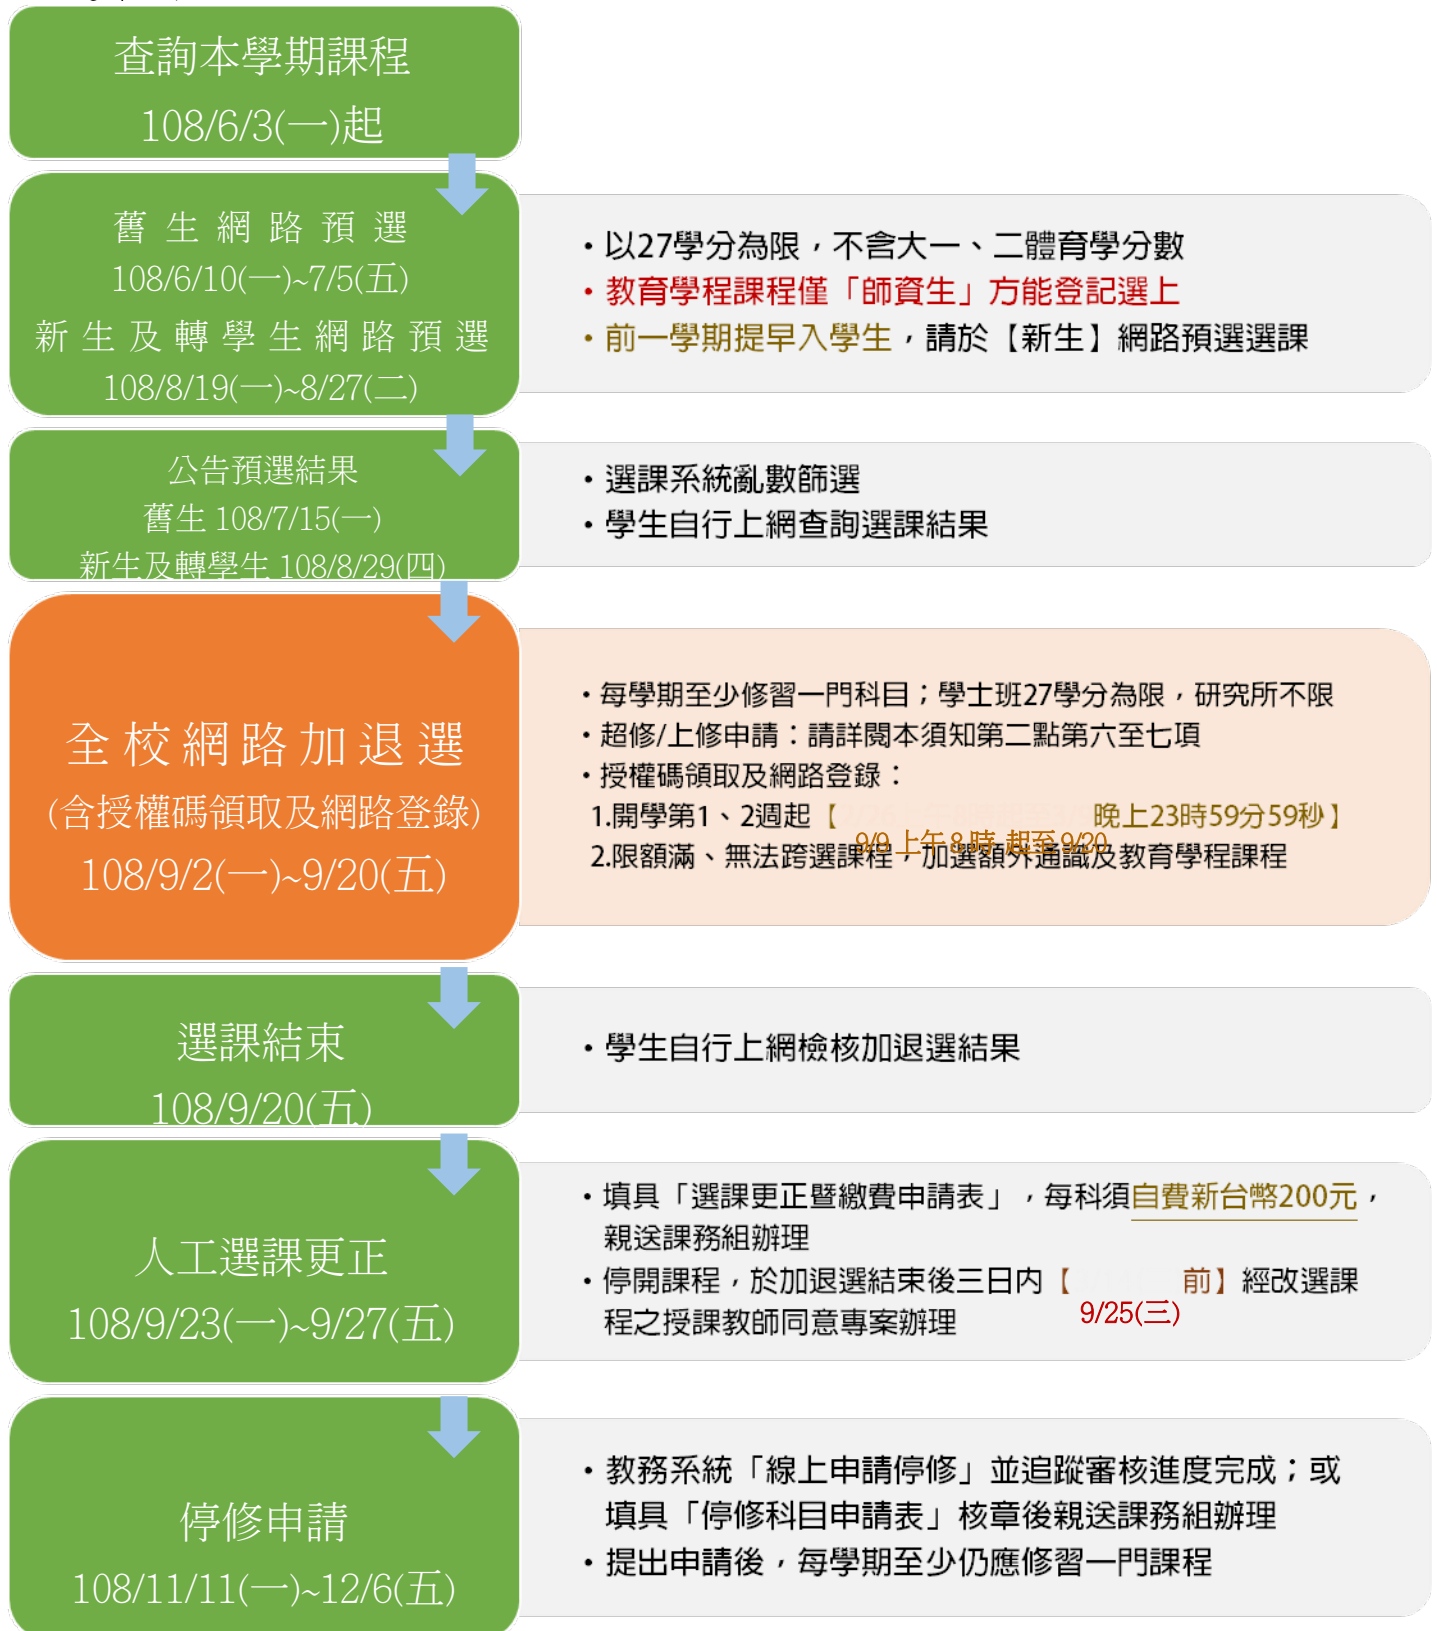 查詢本學期課程
108/6/3(一)起
舊生網路預選
108/6/10(一)~7/5(五)
新生及轉學生網路預選
108/8/19(一)~8/27(二)
・以27學分為限，不含大一、二體育學分數
・教育學程課程僅「師資生」方能登記選上
・前一學期提早入學生，請於【新生】網路預選選課
公告預選結果
舊生 108/7/15(一)
新生及轉學生 108/8/29(四)
・選課系統亂數篩選
・學生自行上網查詢選課結果
全校網路加退選
(含授權碼領取及網路登錄)
108/9/2(一)~9/20(五)
・每學期至少修習一門科目；學士班27學分為限，研究所不限
・超修/上修申請：請詳閱本須知第二點第六至七項
・授權碼領取及網路登錄：
1.開學第1、2週起【 晚上23時59分59秒】
9/9 上午 8 時 起至 9/20
2.限額滿、無法跨選課程，加選額外通識及教育學程課程
選課結束
108/9/20(五)
・學生自行上網檢核加退選結果
人工選課更正
108/9/23(一)~9/27(五)
・填具「選課更正暨繳費申請表」，每科須自費新台幣200元，
親送課務組辦理
・停開課程，於加退選結束後三日內【 前】經改選課
9/25(三)
程之授課教師同意專案辦理
停修申請
108/11/11(一)~12/6(五)
・教務系統「線上申請停修」並追蹤審核進度完成；或
填具「停修科目申請表」核章後親送課務組辦理
・提出申請後，每學期至少仍應修習一門課程